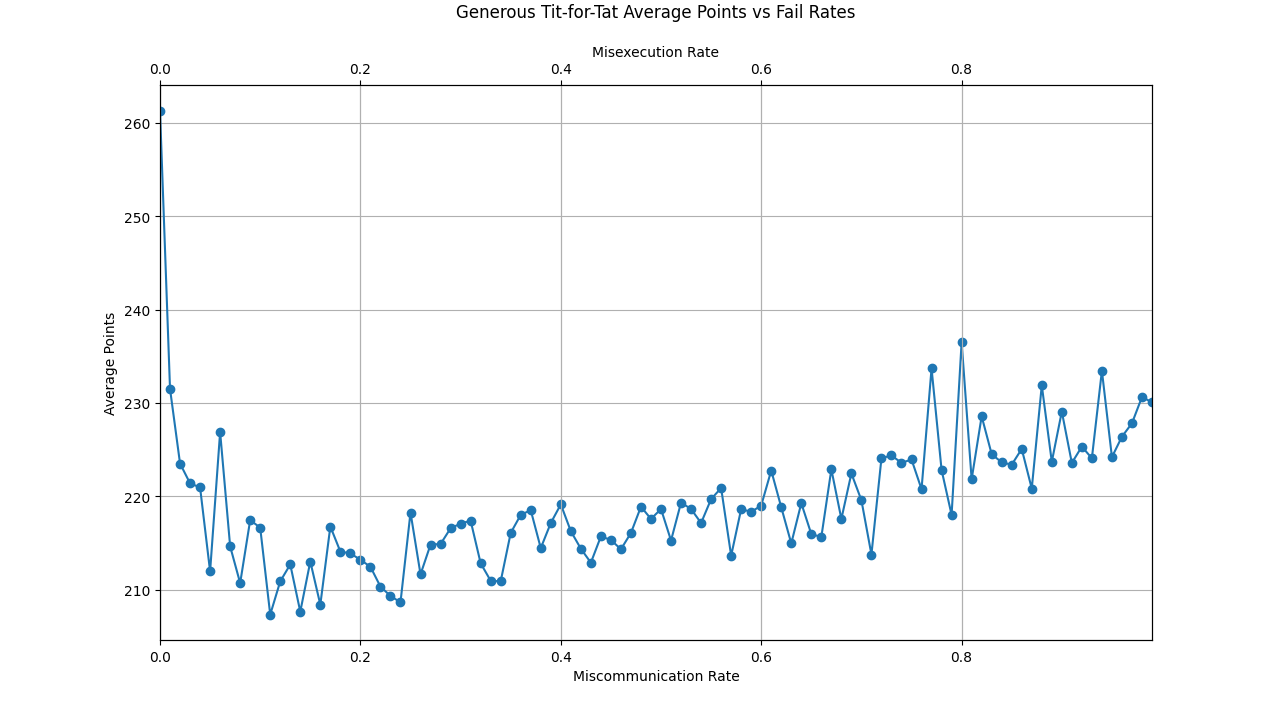 Generous Tit-for-Tat Average Points vs Fail Rates
Misexecution Rate
0.0 0.2 0.4 0.6 0.8
260
250
240
230
220
210
Average Points
0.0 0.2 0.4 0.6 0.8
Miscommunication Rate